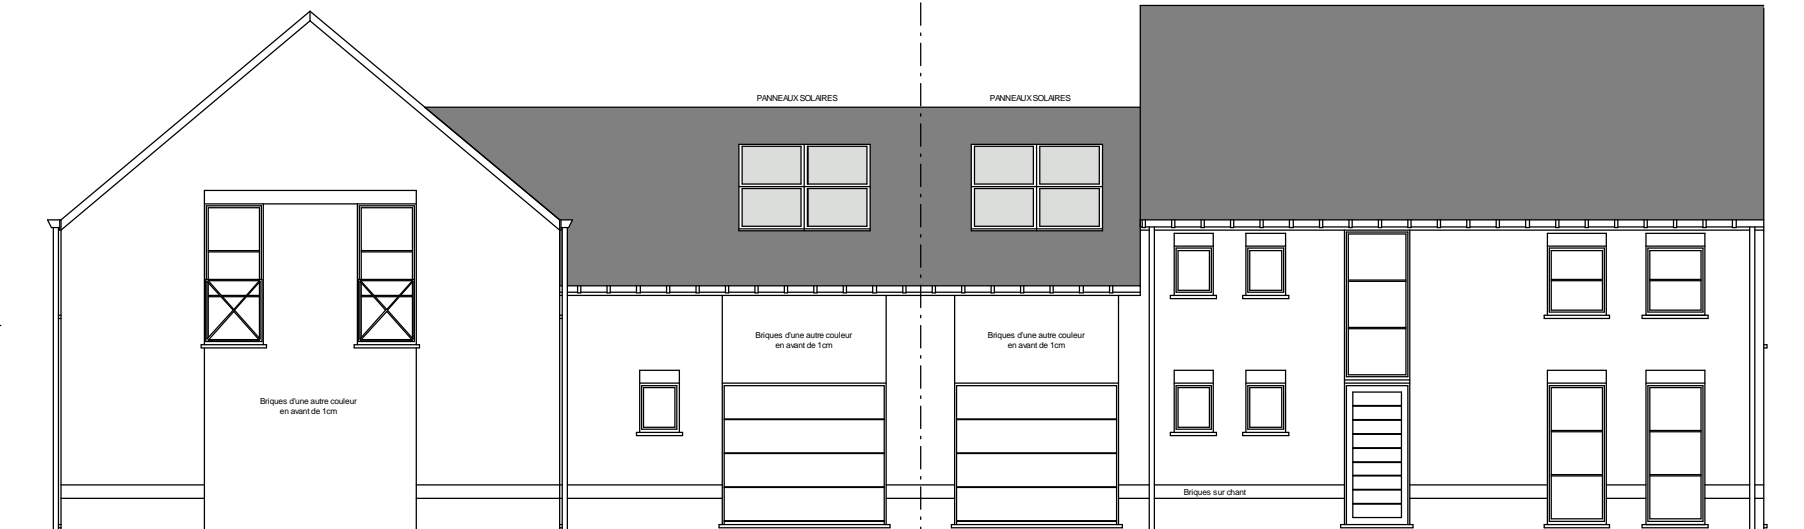 PANNEAUX SOLAIRES
PANNEAUX SOLAIRES
Briques d'une autre couleur
en avant de 1cm
Briques d'une autre couleur
en avant de 1cm
Briques d'une autre couleur
en avant de 1cm
Briques sur chant